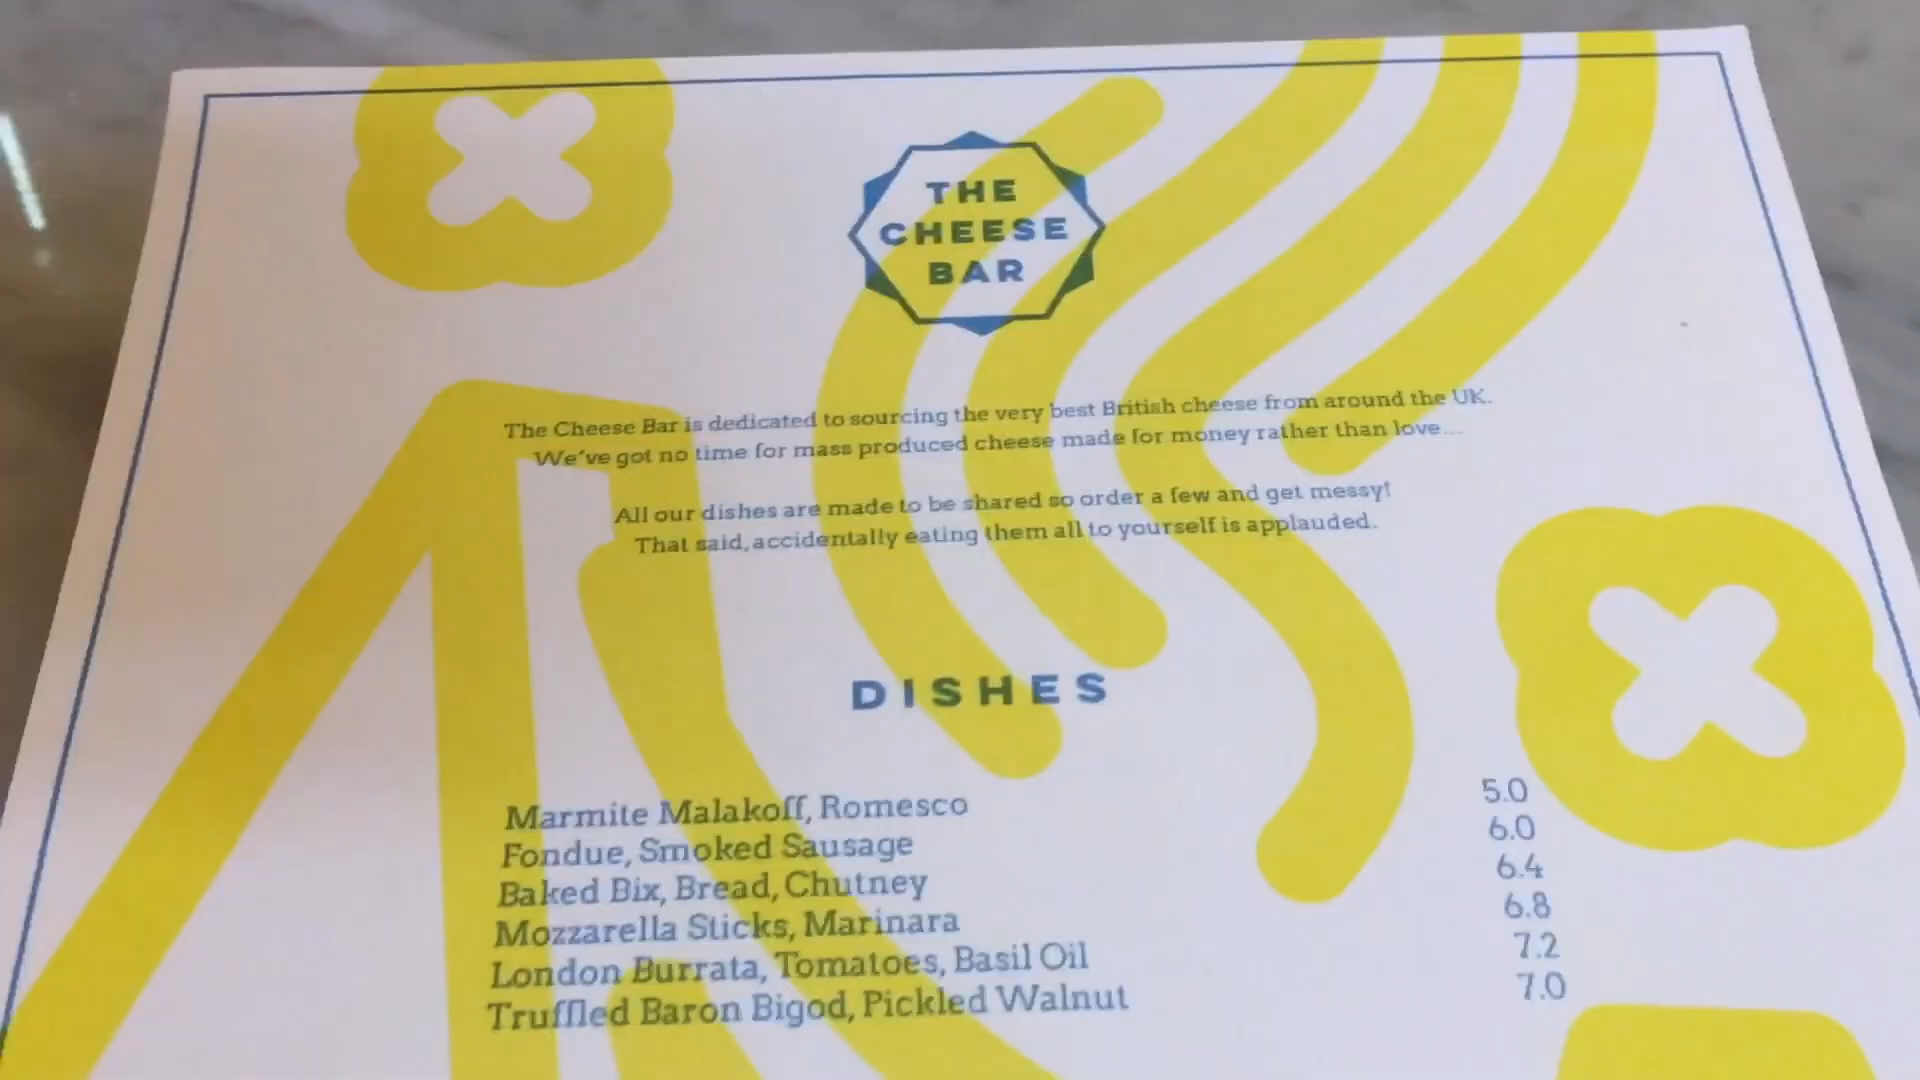 THE
CHEESE
BAR
The Cheese Bar is dedicated to sourcing the very best British cheese from around the UK.
We've got no time for mass produced cheese made for money rather than love...
All our dishes are made to be shared so order a few and get messy!
That said, accidentally eating them all to yourself is applauded.
DISHES
Marmite Malakoff, Romesco 5.0
Fondue, Smoked Sausage 6.0
Baked Bix, Bread, Chutney 6.4
Mozzarella Sticks, Marinara 6.8
London Burrata, Tomatoes, Basil Oil 7.2
Truffled Baron Bigod, Pickled Walnut 7.0